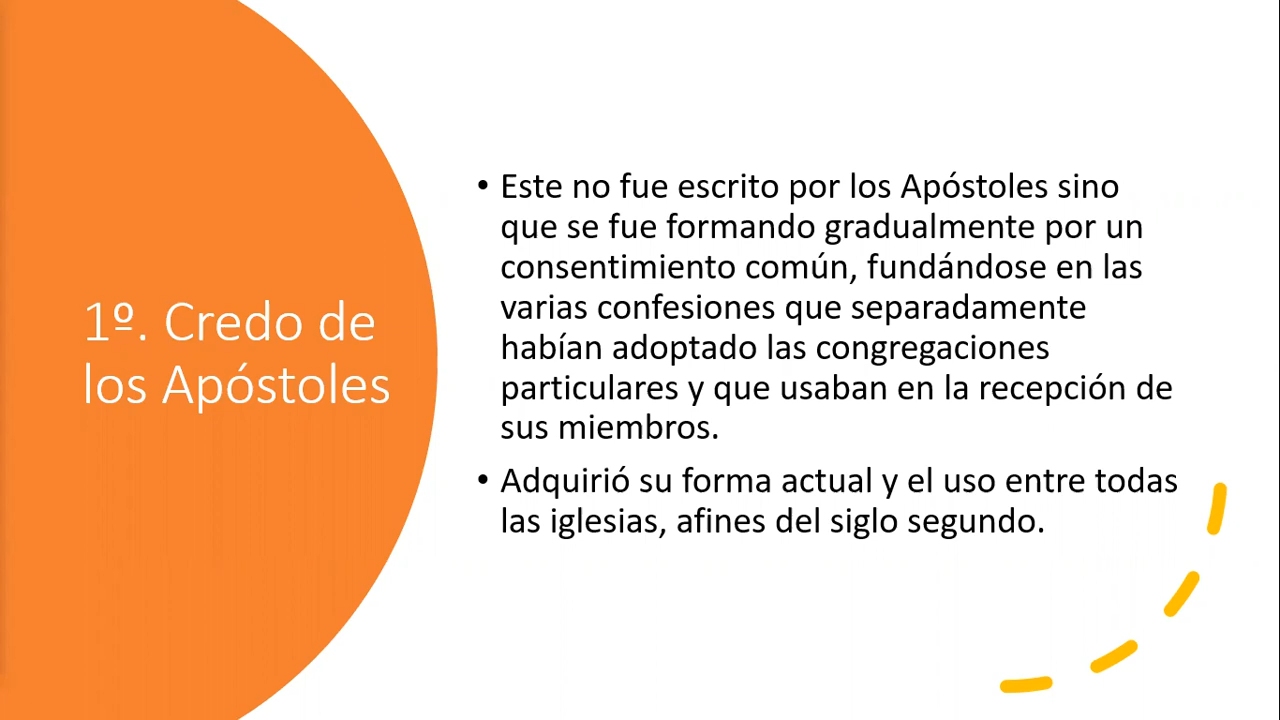 1º. Credo de
los Apóstoles
• Este no fue escrito por los Apóstoles sino
que se fue formando gradualmente por un
consentimiento común, fundándose en las
varias confesiones que separadamente
habían adoptado las congregaciones
particulares y que usaban en la recepción de
sus miembros.
• Adquirió su forma actual y el uso entre todas
las iglesias, afines del siglo segundo.